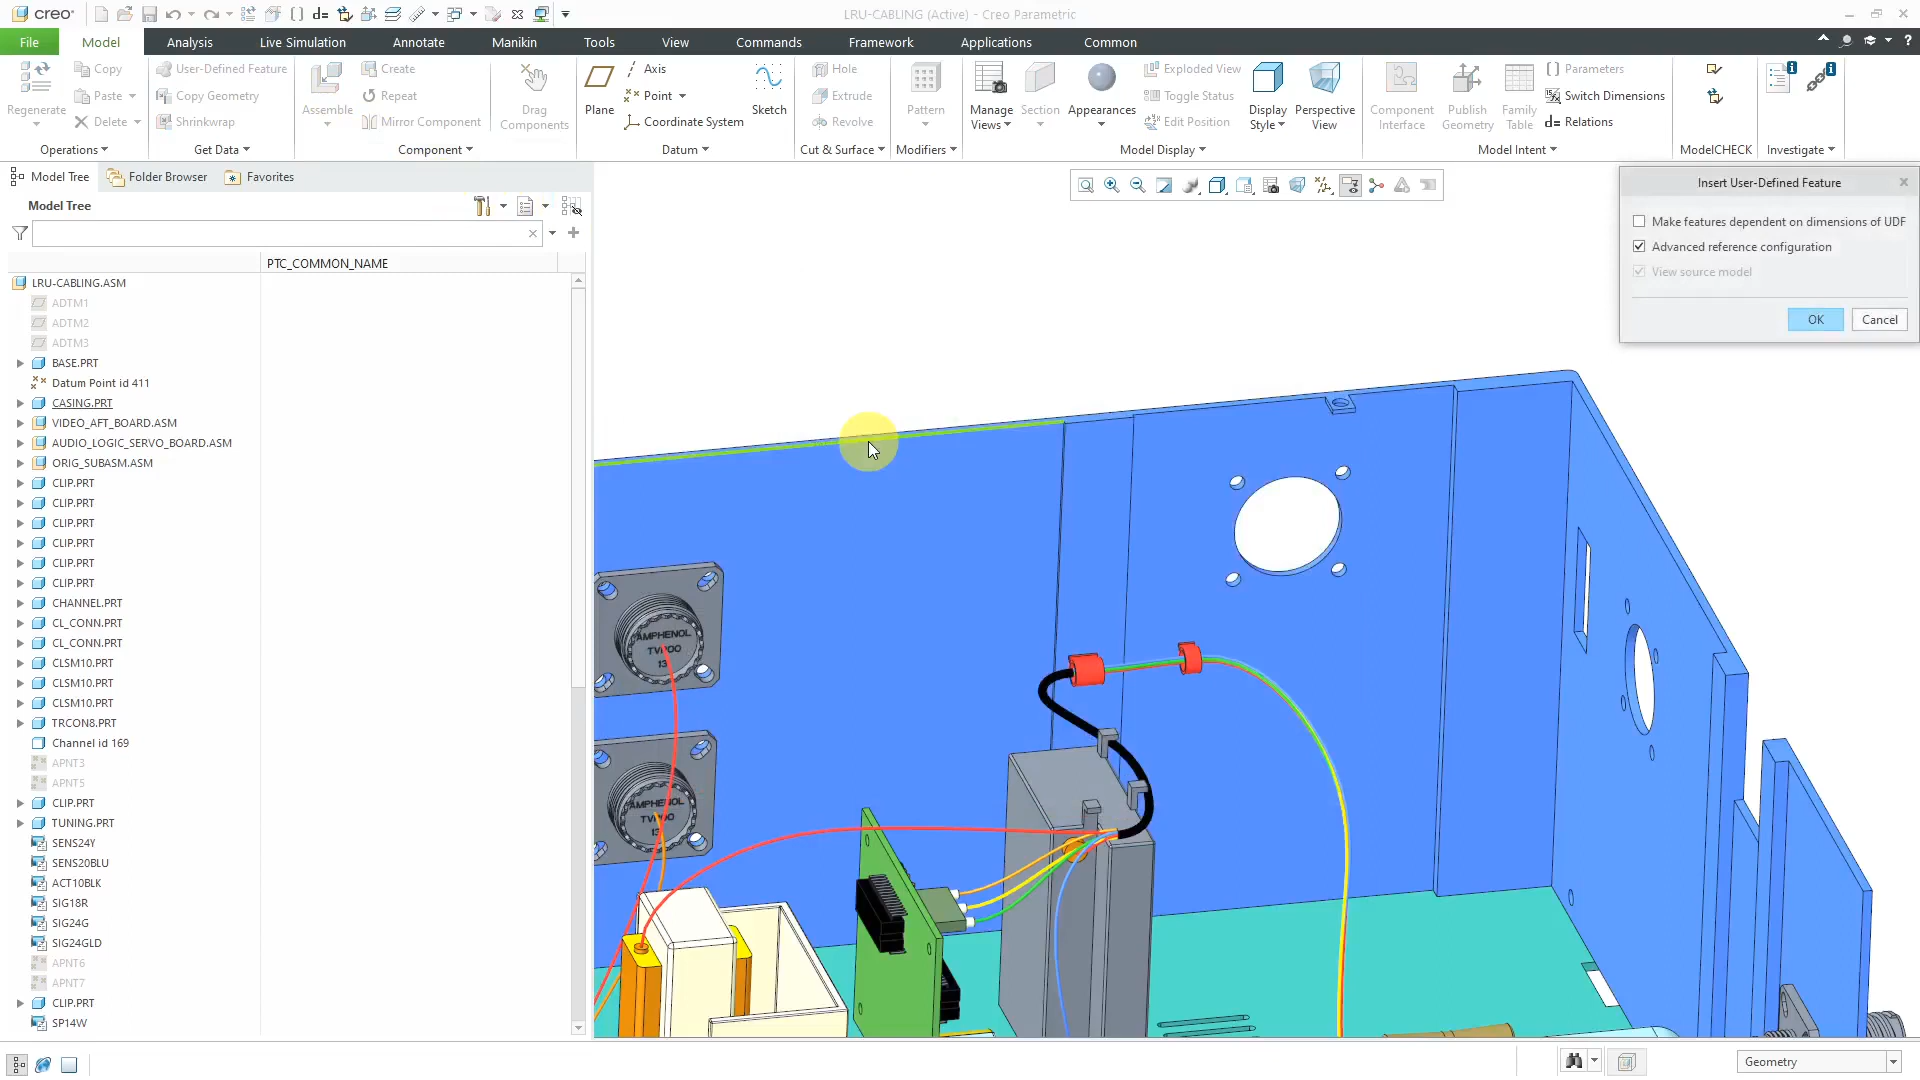 creo
LRU-CABLING (Active) - Creo Parametric
File
Model
Analysis
Live Simulation
Annotate
Manikin
Tools
View
Commands
Framework
Applications
Common
Regenerate
Copy
Paste
Delete
Operations
User-Defined Feature
Copy Geometry
Shrinkwrap
Get Data
Assemble
Create
Repeat
Mirror Component
Drag
Components
Component
Plane
Axis
Point
Coordinate System
Sketch
Datum
Hole
Extrude
Revolve
Cut & Surface
Pattern
Modifiers
Manage
Views
Section
Appearances
Exploded View
Toggle Status
Edit Position
Display
Style
Perspective
View
Model Display
Component
Interface
Publish
Geometry
Family
Table
Parameters
Switch Dimensions
d= Relations
Model Intent
ModelCHECK
Investigate
Model Tree
Folder Browser
Favorites
Model Tree
PTC_COMMON_NAME
LRU-CABLING.ASM
ADTM1
ADTM2
ADTM3
BASE.PRT
Datum Point id 411
CASING.PRT
VIDEO_AFT_BOARD.ASM
AUDIO_LOGIC_SERVO_BOARD.ASM
ORIG_SUBASM.ASM
CLIP.PRT
CLIP.PRT
CLIP.PRT
CLIP.PRT
CLIP.PRT
CLIP.PRT
CHANNEL.PRT
CL_CONN.PRT
CL_CONN.PRT
CLSM10.PRT
CLSM10.PRT
CLSM10.PRT
TRCON8.PRT
Channel id 169
APNT3
APNT5
CLIP.PRT
TUNING.PRT
SENS24Y
SENS20BLU
ACT10BLK
SIG18R
SIG24G
SIG24GLD
APNT6
APNT7
CLIP.PRT
SP14W
Insert User-Defined Feature
Make features dependent on dimensions of UDF
Advanced reference configuration
View source model
OK
Cancel
AMPHENOL
AMPHENOL
Geometry